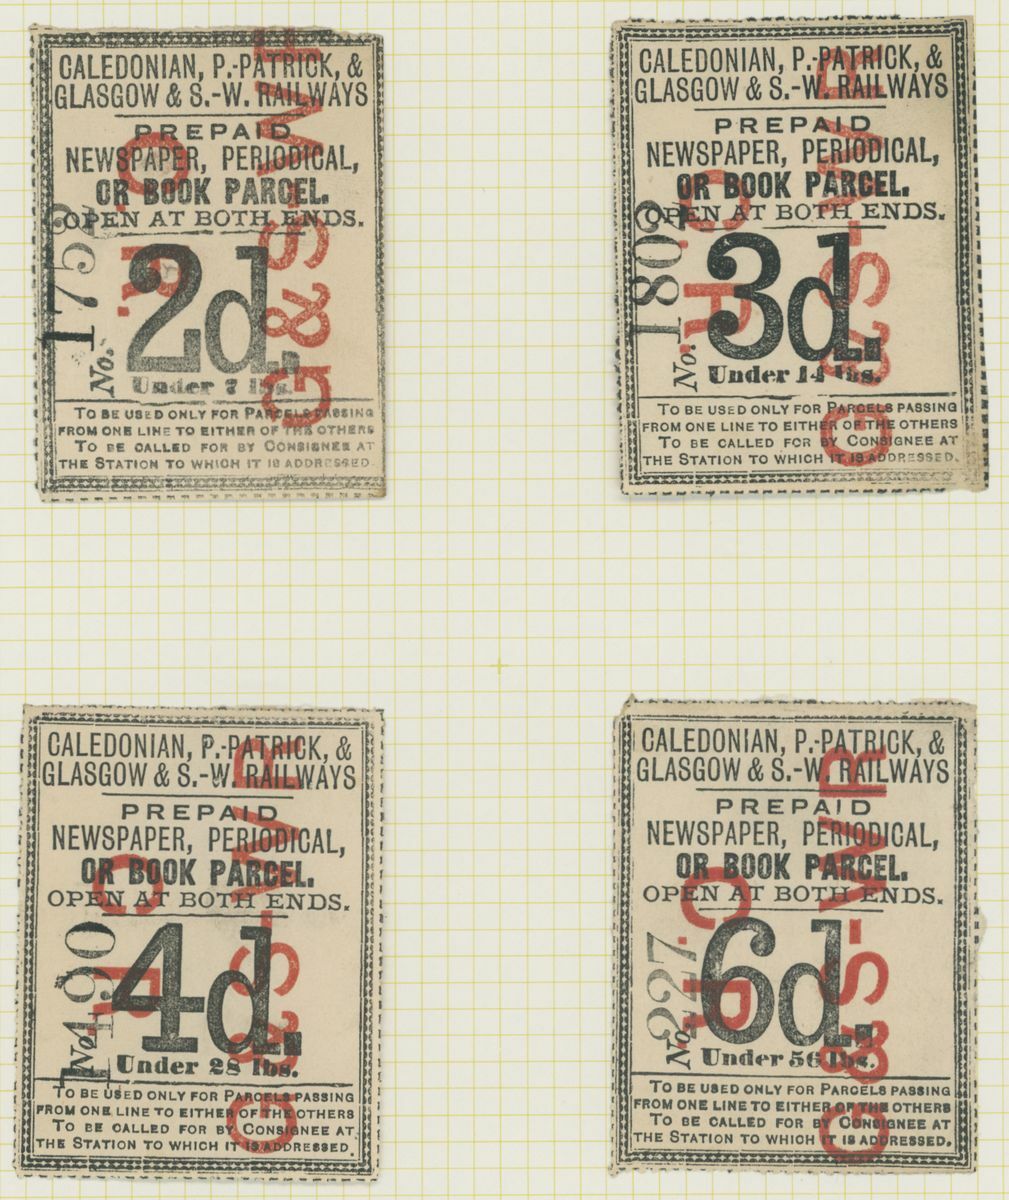 CALEDONIAN, P.-PATRICK, &
GLASGOW & S.-W. RAILWAYS
PREPAID
NEWSPAPER, PERIODICAL,
OR BOOK PARCEL.
OPEN AT BOTH ENDS.
No. 1752
2d.
Under 7 lbs.
TO BE USED ONLY FOR PARCELS PASSING
FROM ONE LINE TO EITHER OF THE OTHERS
TO BE CALLED FOR BY CONSIGNEE AT
THE STATION TO WHICH IT IS ADDRESSED.
G & S-WR
CALEDONIAN, P.-PATRICK, &
GLASGOW & S.-W. RAILWAYS
PREPAID
NEWSPAPER, PERIODICAL,
OR BOOK PARCEL.
OPEN AT BOTH ENDS.
No. 1802
3d.
Under 14 lbs.
TO BE USED ONLY FOR PARCELS PASSING
FROM ONE LINE TO EITHER OF THE OTHERS
TO BE CALLED FOR BY CONSIGNEE AT
THE STATION TO WHICH IT IS ADDRESSED.
G & S-WR
CALEDONIAN, P.-PATRICK, &
GLASGOW & S.-W. RAILWAYS
PREPAID
NEWSPAPER, PERIODICAL,
OR BOOK PARCEL.
OPEN AT BOTH ENDS.
No. 1490
4d.
Under 28 lbs.
TO BE USED ONLY FOR PARCELS PASSING
FROM ONE LINE TO EITHER OF THE OTHERS
TO BE CALLED FOR BY CONSIGNEE AT
THE STATION TO WHICH IT IS ADDRESSED.
G & S-WR
CALEDONIAN, P.-PATRICK, &
GLASGOW & S.-W. RAILWAYS
PREPAID
NEWSPAPER, PERIODICAL,
OR BOOK PARCEL.
OPEN AT BOTH ENDS.
No. 227
6d.
Under 56 lbs.
TO BE USED ONLY FOR PARCELS PASSING
FROM ONE LINE TO EITHER OF THE OTHERS
TO BE CALLED FOR BY CONSIGNEE AT
THE STATION TO WHICH IT IS ADDRESSED.
G & S-WR